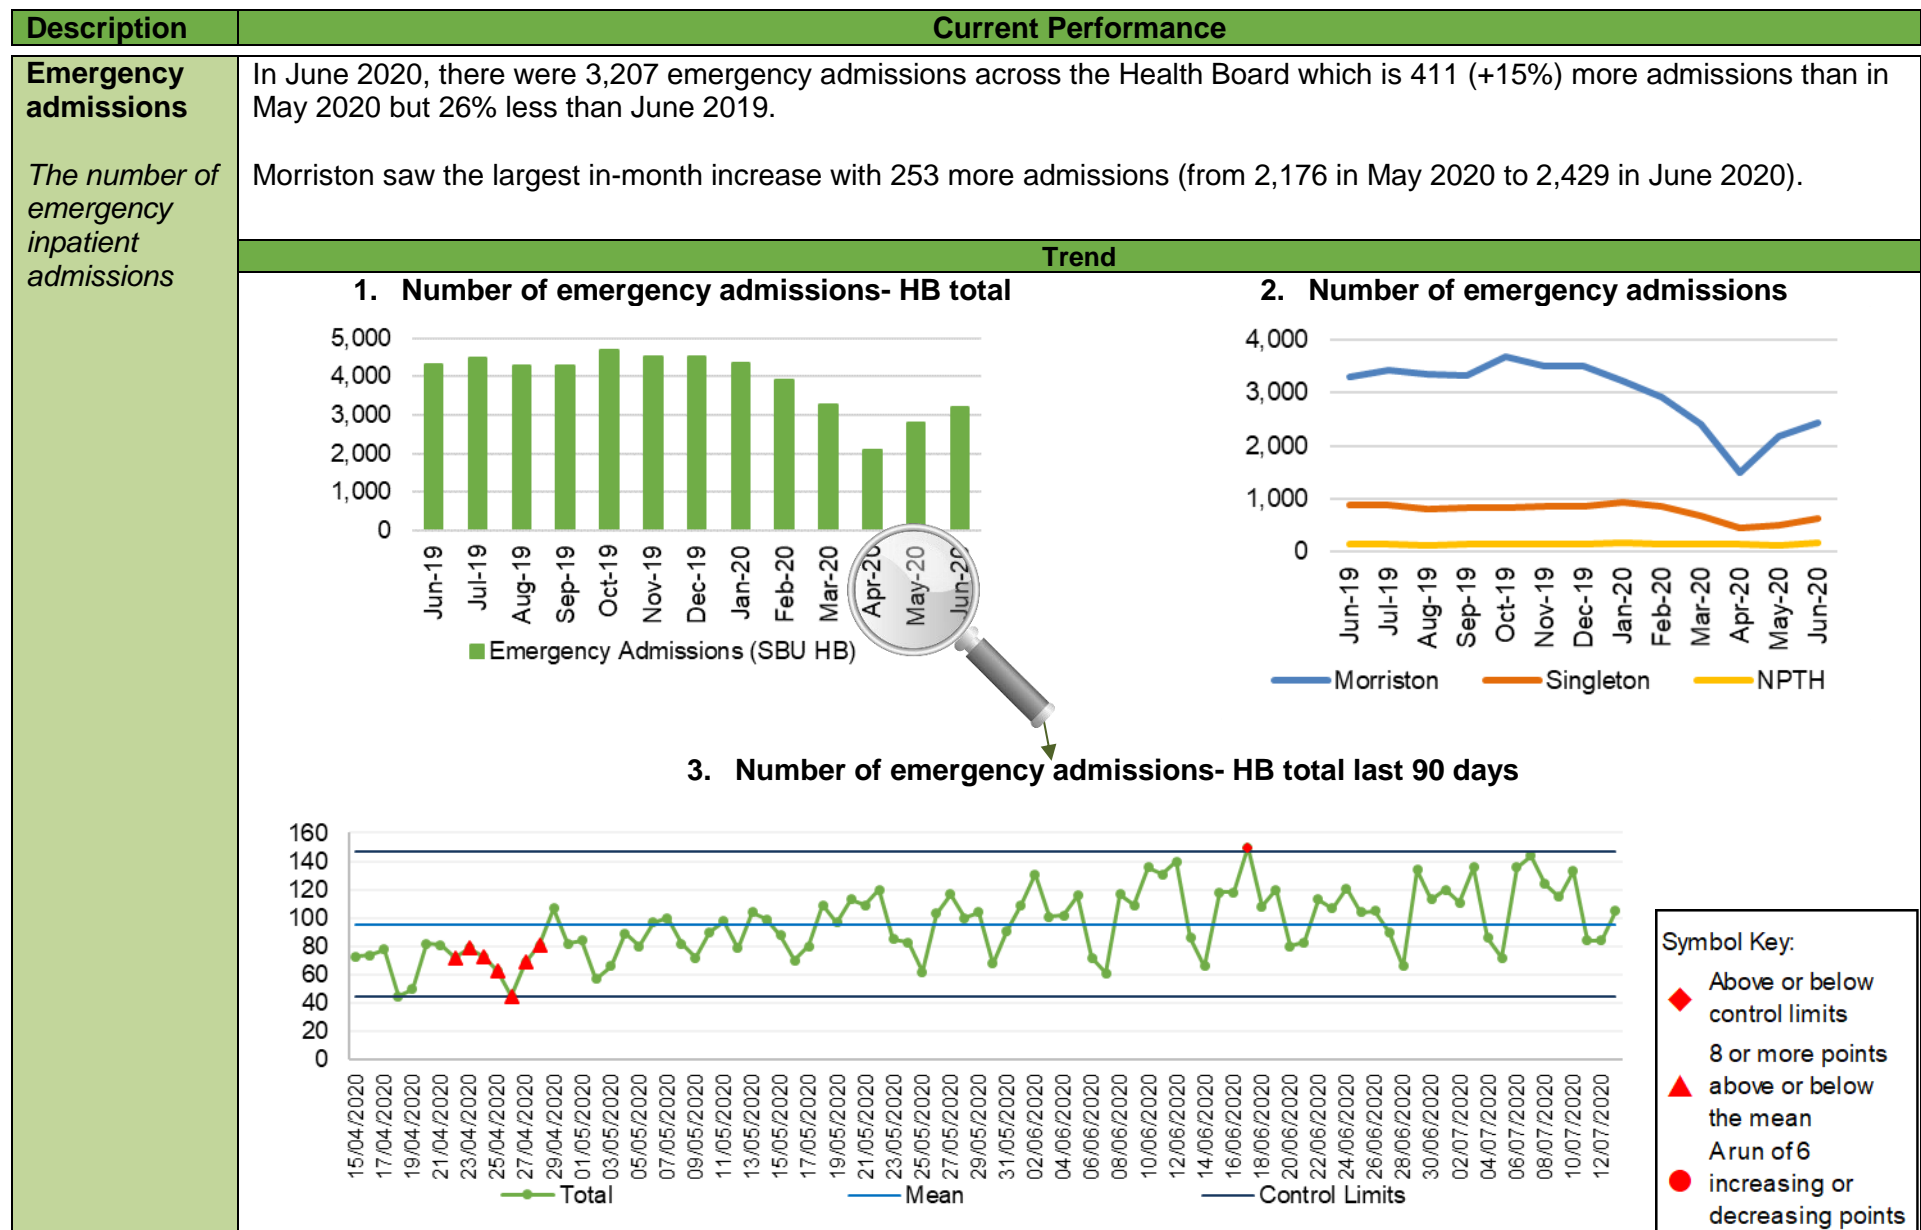 Description
Current Performance
Emergency
admissions
The number of
emergency
inpatient
admissions
In June 2020, there were 3,207 emergency admissions across the Health Board which is 411 (+15%) more admissions than in
May 2020 but 26% less than June 2019.
Morriston saw the largest in-month increase with 253 more admissions (from 2,176 in May 2020 to 2,429 in June 2020).
Trend
1. Number of emergency admissions- HB total
5,000
4,000
3,000
2,000
1,000
0
Jun-19
Jul-19
Aug-19
Sep-19
Oct-19
Nov-19
Dec-19
Jan-20
Feb-20
Mar-20
Apr-20
May-20
Jun-20
Emergency Admissions (SBU HB)
2. Number of emergency admissions
4,000
3,000
2,000
1,000
0
Jun-19
Jul-19
Aug-19
Sep-19
Oct-19
Nov-19
Dec-19
Jan-20
Feb-20
Mar-20
Apr-20
May-20
Jun-20
Morriston
Singleton
NPTH
3. Number of emergency admissions- HB total last 90 days
160
140
120
100
80
60
40
20
0
15/04/2020
17/04/2020
19/04/2020
21/04/2020
23/04/2020
25/04/2020
27/04/2020
29/04/2020
01/05/2020
03/05/2020
05/05/2020
07/05/2020
09/05/2020
11/05/2020
13/05/2020
15/05/2020
17/05/2020
19/05/2020
21/05/2020
23/05/2020
25/05/2020
27/05/2020
29/05/2020
31/05/2020
02/06/2020
04/06/2020
06/06/2020
08/06/2020
10/06/2020
12/06/2020
14/06/2020
16/06/2020
18/06/2020
20/06/2020
22/06/2020
24/06/2020
26/06/2020
28/06/2020
30/06/2020
02/07/2020
04/07/2020
06/07/2020
08/07/2020
10/07/2020
12/07/2020
Total
Mean
Control Limits
Symbol Key:
Above or below
control limits
8 or more points
above or below
the mean
A run of 6
increasing or
decreasing points